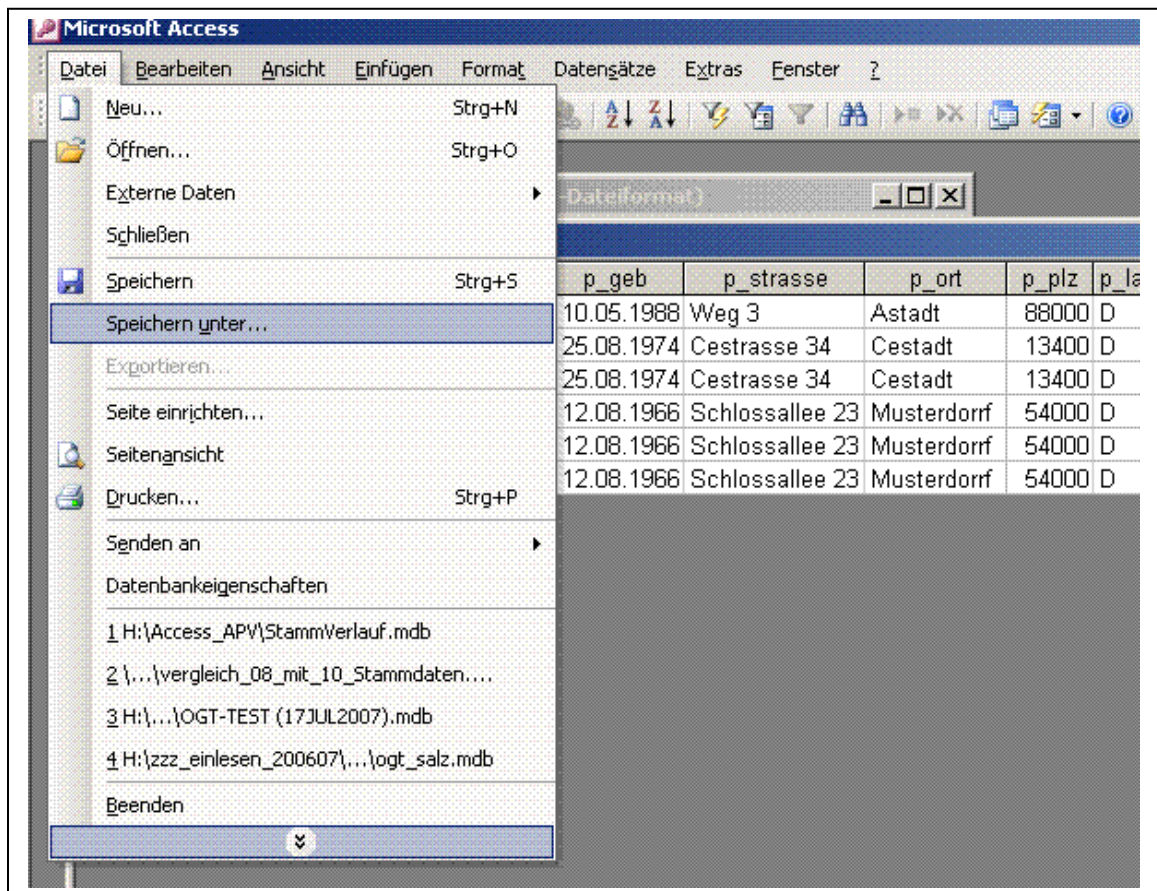 Microsoft Access
Datei Bearbeiten Ansicht Einfügen Format Datensätze Extras Fenster ?
Neu... Strg+N
Öffnen... Strg+O
Externe Daten
-Dateiformat)
Schließen
Speichern Strg+S
Speichern unter...
Exportieren...
Seite einrichten...
Seitenansicht
Drucken... Strg+P
Senden an
Datenbankeigenschaften
1 H:\Access_APV\StammVerlauf.mdb
2 \...\vergleich_08_mit_10_Stammdaten....
3 H:\...\OGT-TEST (17JUL2007).mdb
4 H:\zzz_einlesen_200607\...\ogt_salz.mdb
Beenden
p_geb p_strasse p_ort p_plz p_la
10.05.1988 Weg 3 Astadt 88000 D
25.08.1974 Cestrasse 34 Cestadt 13400 D
25.08.1974 Cestrasse 34 Cestadt 13400 D
12.08.1966 Schlossallee 23 Musterdorrf 54000 D
12.08.1966 Schlossallee 23 Musterdorrf 54000 D
12.08.1966 Schlossallee 23 Musterdorrf 54000 D